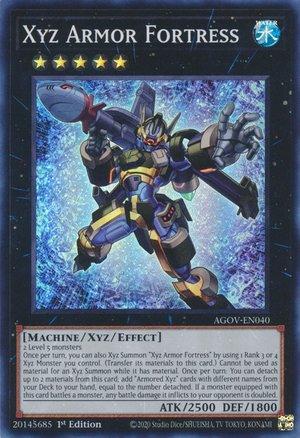 Xyz Armor Fortress
WATER
水
AGOV-EN040
[Machine/Xyz/Effect]
2 Level 5 monsters
Once per turn, you can also Xyz Summon "Xyz Armor Fortress" by using 1 Rank 3 or 4
Xyz Monster you control. (Transfer its materials to this card.) Cannot be used as
material for an Xyz Summon while it has material. Once per turn: You can detach
up to 2 materials from this card; add "Armored Xyz" cards with different names from
your Deck to your hand, equal to the number detached. If a monster equipped with
this card battles a monster, any battle damage it inflicts to your opponent is doubled.
ATK/2500 DEF/1800
20145685 1st Edition ©2020 Studio Dice/SHUEISHA, TV TOKYO, KONAMI